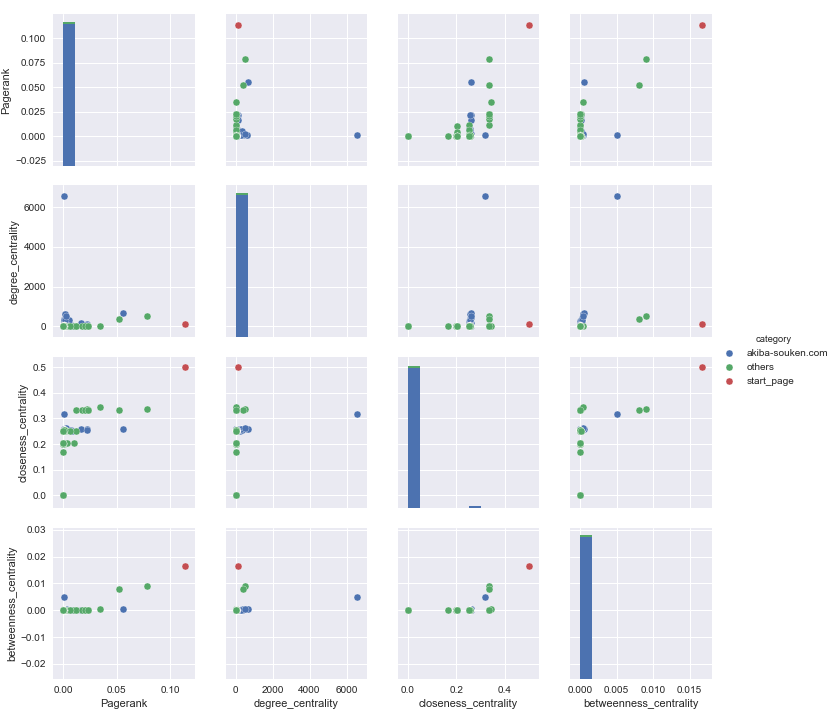 Pagerank
0.100
0.075
0.050
0.025
0.000
−0.025
degree_centrality
6000
4000
2000
0
closeness_centrality
0.5
0.4
0.3
0.2
0.1
0.0
betweenness_centrality
0.03
0.02
0.01
0.00
−0.01
−0.02
0.00 0.05 0.10
Pagerank
0 2000 4000 6000
degree_centrality
0.0 0.2 0.4
closeness_centrality
0.000 0.005 0.010 0.015
betweenness_centrality
category
akiba-souken.com
others
start_page